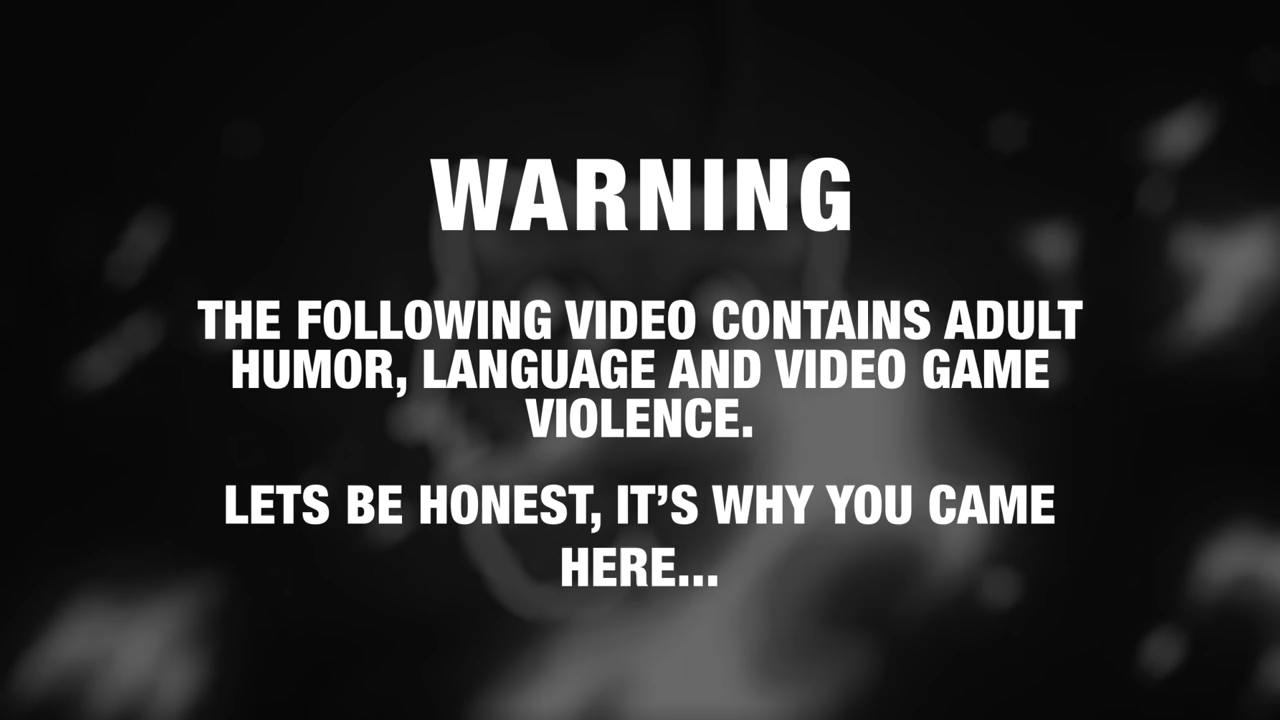 WARNING
THE FOLLOWING VIDEO CONTAINS ADULT
HUMOR, LANGUAGE AND VIDEO GAME
VIOLENCE.
LETS BE HONEST, IT’S WHY YOU CAME
HERE...